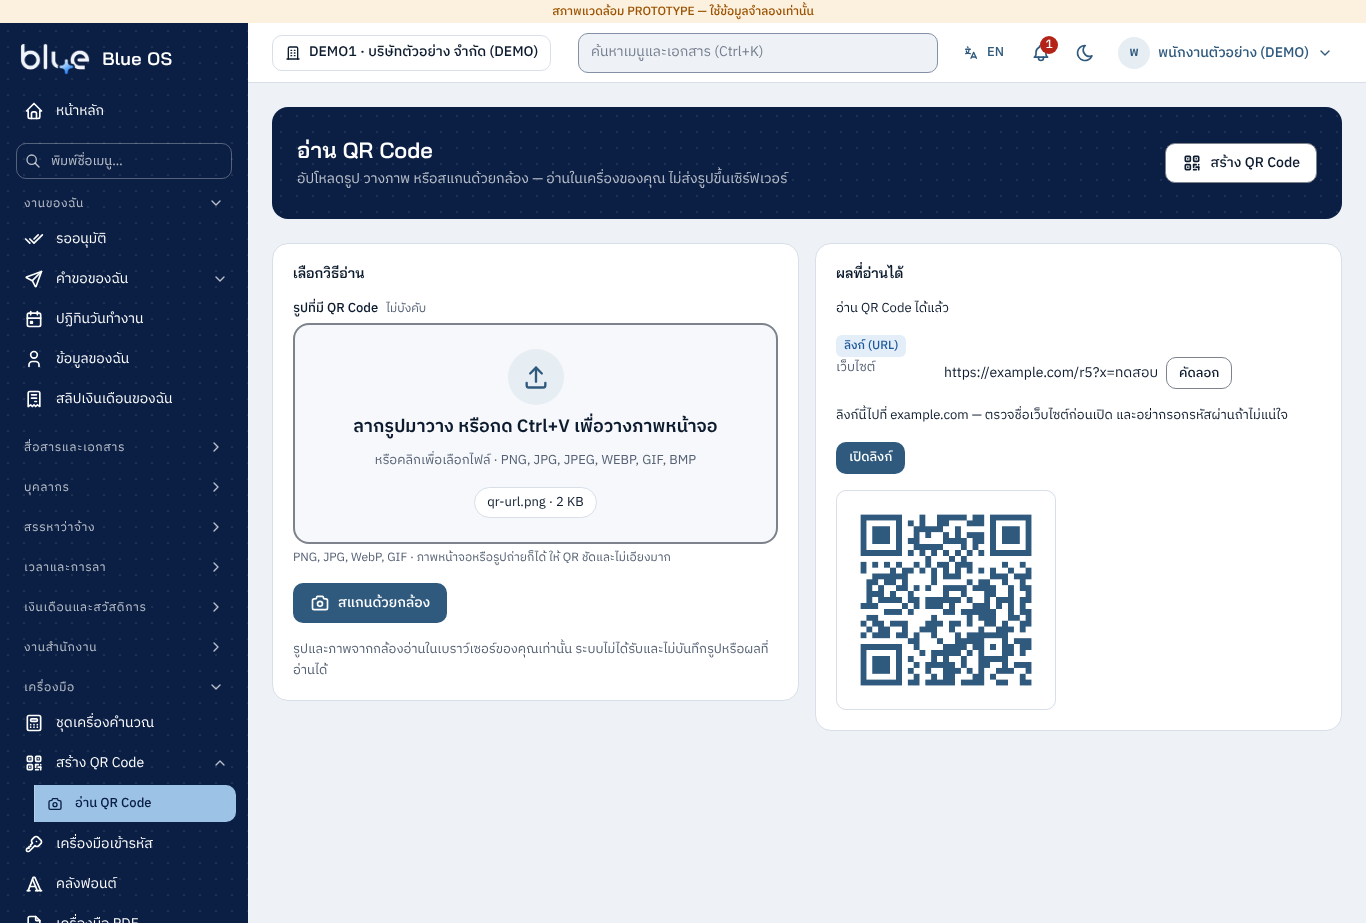 สภาพแวดล้อม PROTOTYPE — ใช้ข้อมูลจำลองเท่านั้น
blue Blue OS
หน้าหลัก
พิมพ์ชื่อเมนู...
งานของฉัน
รออนุมัติ
คำขอของฉัน
ปฏิทินวันทำงาน
ข้อมูลของฉัน
สลิปเงินเดือนของฉัน
สื่อสารและเอกสาร
บุคลากร
สรรหาว่าจ้าง
เวลาและการลา
เงินเดือนและสวัสดิการ
งานสำนักงาน
เครื่องมือ
ชุดเครื่องคำนวณ
สร้าง QR Code
อ่าน QR Code
เครื่องมือเข้ารหัส
คลังฟอนต์
เครื่องมือ PDF
DEMO1 · บริษัทตัวอย่าง จำกัด (DEMO)
ค้นหาเมนูและเอกสาร (Ctrl+K)
EN
1
พ พนักงานตัวอย่าง (DEMO)
อ่าน QR Code
อัปโหลดรูป วางภาพ หรือสแกนด้วยกล้อง — อ่านในเครื่องของคุณ ไม่ส่งรูปขึ้นเซิร์ฟเวอร์
สร้าง QR Code
เลือกวิธีอ่าน
รูปที่มี QR Code ไม่บังคับ
ลากรูปมาวาง หรือกด Ctrl+V เพื่อวางภาพหน้าจอ
หรือคลิกเพื่อเลือกไฟล์ · PNG, JPG, JPEG, WEBP, GIF, BMP
qr-url.png · 2 KB
PNG, JPG, WebP, GIF · ภาพหน้าจอหรือรูปถ่ายก็ได้ ให้ QR ชัดและไม่เอียงมาก
สแกนด้วยกล้อง
รูปและภาพจากกล้องอ่านในเบราว์เซอร์ของคุณเท่านั้น ระบบไม่ได้รับและไม่บันทึกรูปหรือผลที่
อ่านได้
ผลที่อ่านได้
อ่าน QR Code ได้แล้ว
ลิงก์ (URL)
เว็บไซต์ https://example.com/r5?x=ทดสอบ คัดลอก
ลิงก์นี้ไปที่ example.com — ตรวจชื่อเว็บไซต์ก่อนเปิด และอย่ากรอกรหัสผ่านถ้าไม่แน่ใจ
เปิดลิงก์